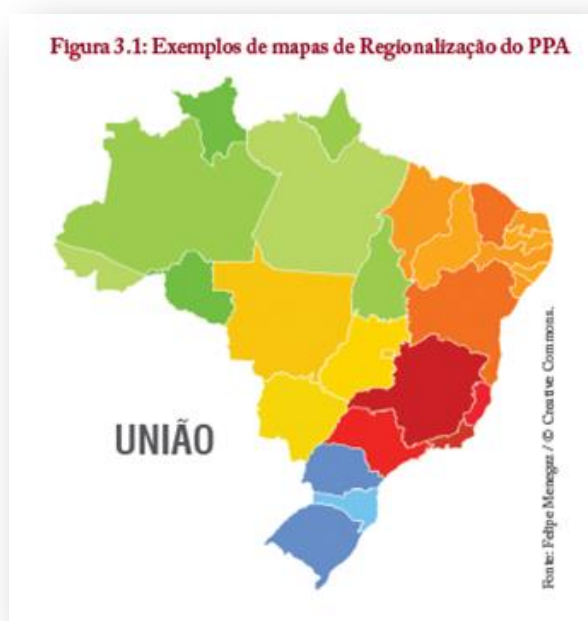 Figura 3.1: Exemplos de mapas de Regionalização do PPA
UNIÃO
Fonte: Felipe Menegaz / © Creative Commons.